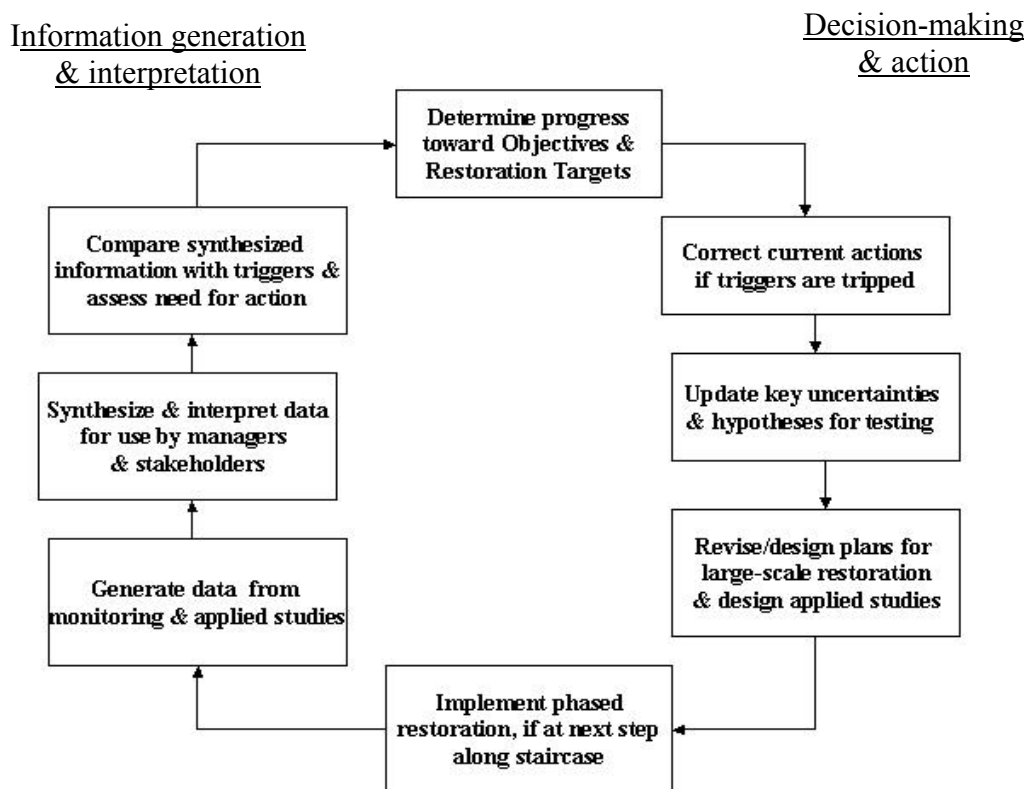 Information generation
& interpretation
Decision-making
& action
Determine progress
toward Objectives &
Restoration Targets
Correct current actions
if triggers are tripped
Update key uncertainties
& hypotheses for testing
Revise/design plans for
large-scale restoration
& design applied studies
Implement phased
restoration, if at next step
along staircase
Generate data from
monitoring & applied studies
Synthesize & interpret data
for use by managers
& stakeholders
Compare synthesized
information with triggers &
assess need for action